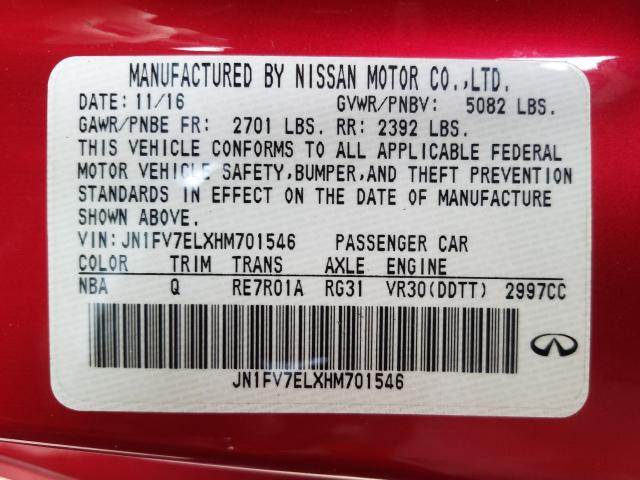 MANUFACTURED BY NISSAN MOTOR CO.,LTD.
DATE: 11/16 GVWR/PNBV: 5082 LBS.
GAWR/PNBE FR: 2701 LBS. RR: 2392 LBS.
THIS VEHICLE CONFORMS TO ALL APPLICABLE FEDERAL
MOTOR VEHICLE SAFETY,BUMPER,AND THEFT PREVENTION
STANDARDS IN EFFECT ON THE DATE OF MANUFACTURE
SHOWN ABOVE.
VIN:JN1FV7ELXHM701546 PASSENGER CAR
COLOR TRIM TRANS AXLE ENGINE
NBA Q RE7R01A RG31 VR30(DDTT) 2997CC
JN1FV7ELXHM701546